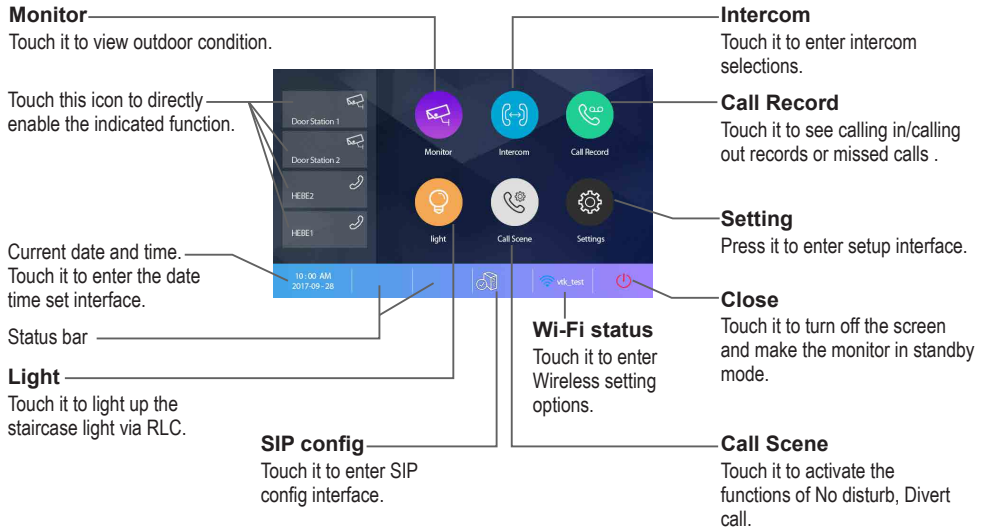 Monitor
Touch it to view outdoor condition.
Touch this icon to directly
enable the indicated function.
Current date and time.
Touch it to enter the date
time set interface.
Status bar
Light
Touch it to light up the
staircase light via RLC.
Door Station 1
Door Station 2
HEBE2
HEBE1
Monitor
Intercom
Call Record
light
Call Scene
Settings
10:00 AM
2017-09-28
vtk_test
SIP config
Touch it to enter SIP
config interface.
Wi-Fi status
Touch it to enter
Wireless setting
options.
Intercom
Touch it to enter intercom
selections.
Call Record
Touch it to see calling in/calling
out records or missed calls .
Setting
Press it to enter setup interface.
Close
Touch it to turn off the screen
and make the monitor in standby
mode.
Call Scene
Touch it to activate the
functions of No disturb, Divert
call.